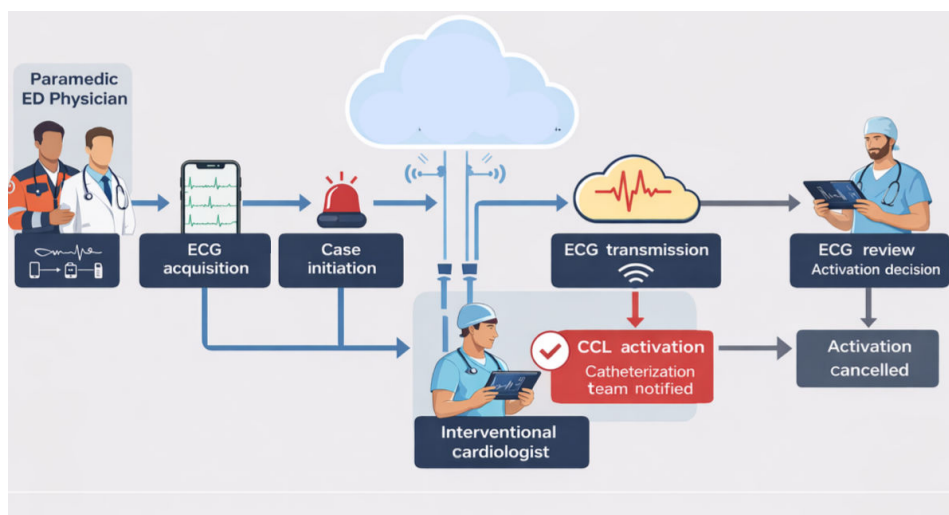 Paramedic
ED Physician
ECG
acquisition
Case
initiation
ECG transmission
ECG review
Activation decision
CCL activation
Catheterization
team notified
Activation
cancelled
Interventional
cardiologist